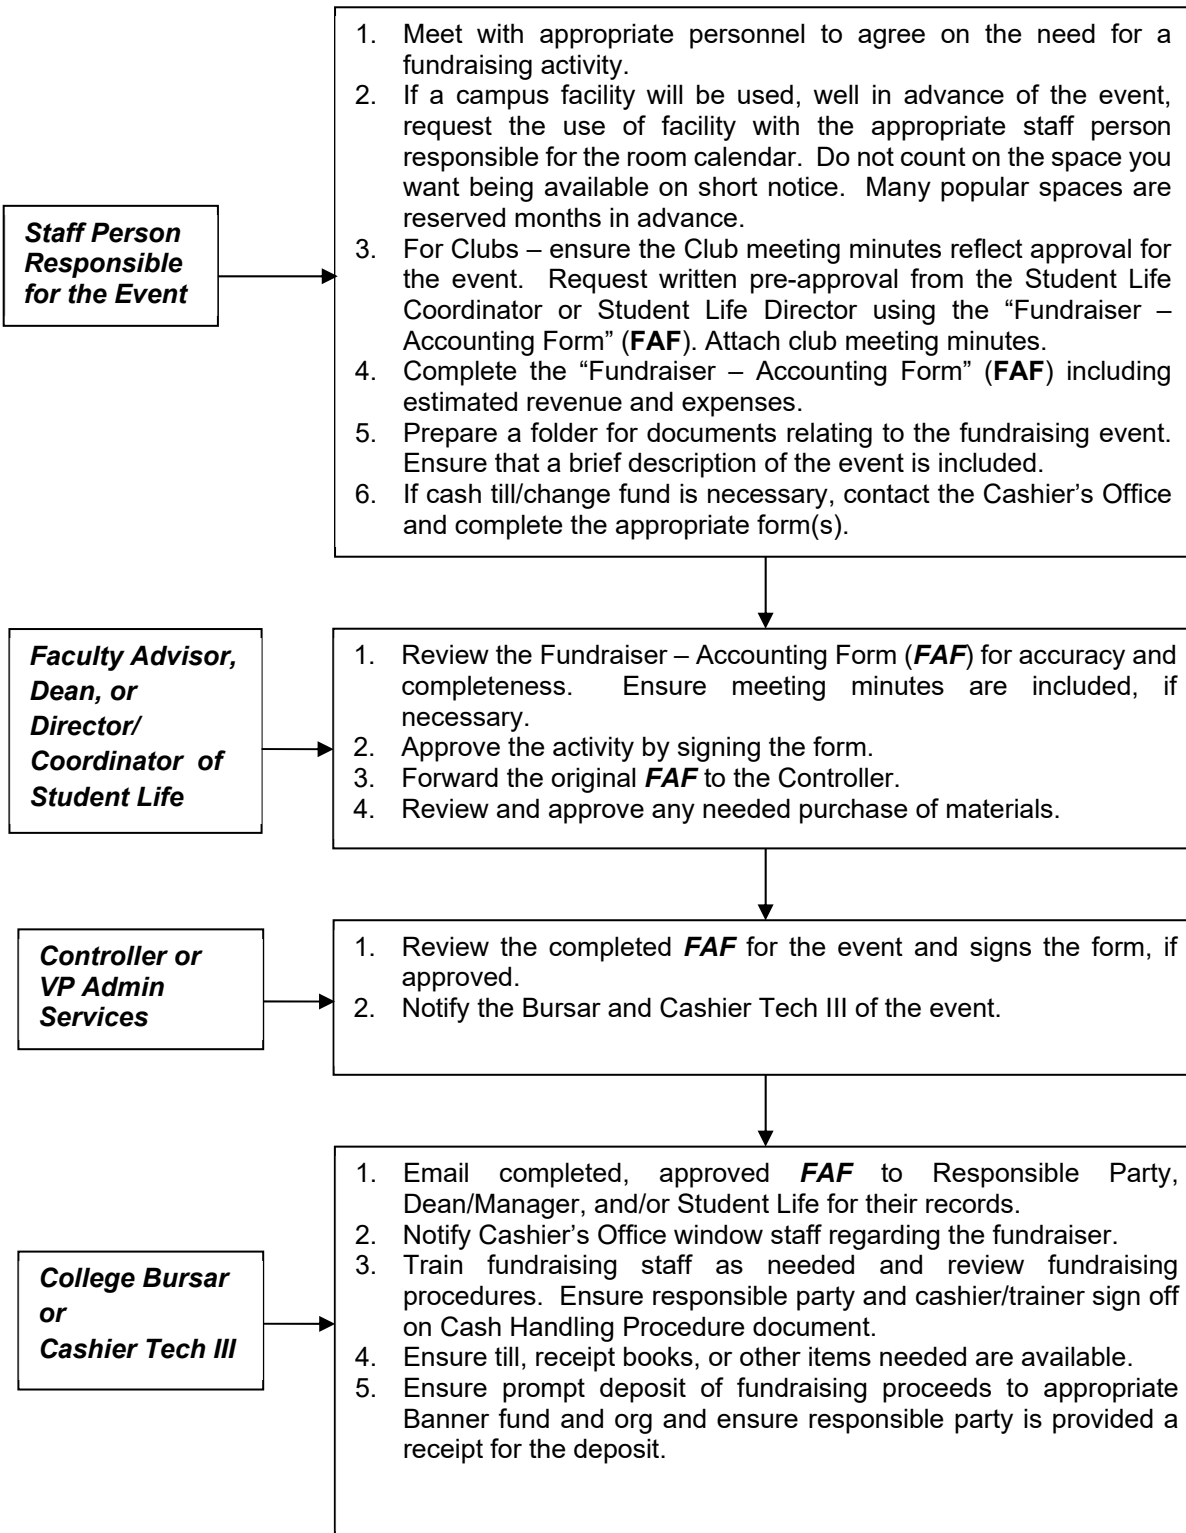 1. Meet with appropriate personnel to agree on the need for a
fundraising activity.
2. If a campus facility will be used, well in advance of the event,
request the use of facility with the appropriate staff person
responsible for the room calendar. Do not count on the space you
want being available on short notice. Many popular spaces are
reserved months in advance.
Staff Person
Responsible
for the Event
3. For Clubs – ensure the Club meeting minutes reflect approval for
the event. Request written pre-approval from the Student Life
Coordinator or Student Life Director using the “Fundraiser –
Accounting Form” (FAF). Attach club meeting minutes.
4. Complete the “Fundraiser – Accounting Form” (FAF) including
estimated revenue and expenses.
5. Prepare a folder for documents relating to the fundraising event.
Ensure that a brief description of the event is included.
6. If cash till/change fund is necessary, contact the Cashier’s Office
and complete the appropriate form(s).
Faculty Advisor,
Dean, or
Director/
Coordinator of
Student Life
1. Review the Fundraiser – Accounting Form (FAF) for accuracy and
completeness. Ensure meeting minutes are included, if
necessary.
2. Approve the activity by signing the form.
3. Forward the original FAF to the Controller.
4. Review and approve any needed purchase of materials.
Controller or
VP Admin
Services
1. Review the completed FAF for the event and signs the form, if
approved.
2. Notify the Bursar and Cashier Tech III of the event.
College Bursar
or
Cashier Tech III
1. Email completed, approved FAF to Responsible Party,
Dean/Manager, and/or Student Life for their records.
2. Notify Cashier’s Office window staff regarding the fundraiser.
3. Train fundraising staff as needed and review fundraising
procedures. Ensure responsible party and cashier/trainer sign off
on Cash Handling Procedure document.
4. Ensure till, receipt books, or other items needed are available.
5. Ensure prompt deposit of fundraising proceeds to appropriate
Banner fund and org and ensure responsible party is provided a
receipt for the deposit.